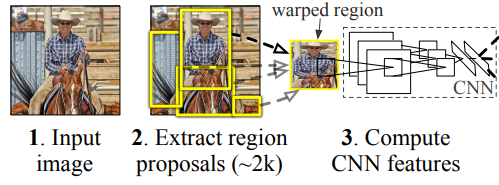 warped region
CNN
1. Input
image
2. Extract region
proposals (~2k)
3. Compute
CNN features